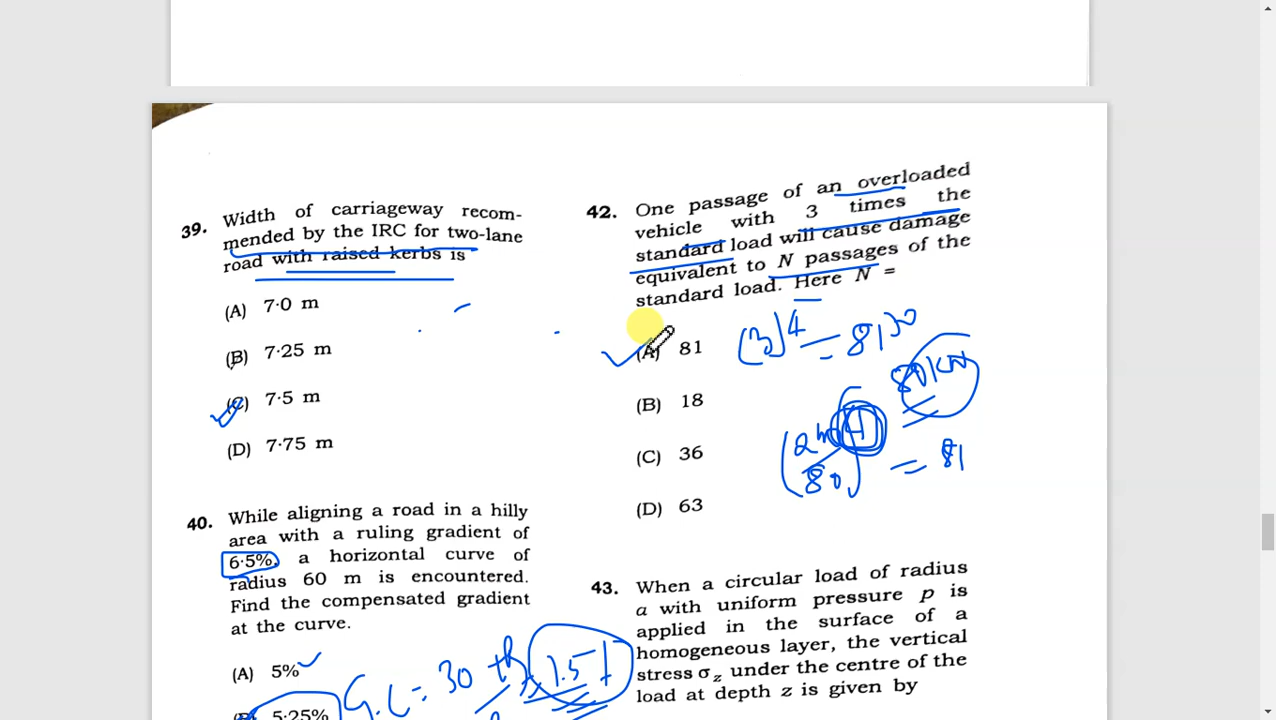 39. Width of carriageway recom-
mended by the IRC for two-lane
road with raised kerbs is
(A) 7·0 m
(B) 7·25 m
(C) 7·5 m
(D) 7·75 m
40. While aligning a road in a hilly
area with a ruling gradient of
6·5%, a horizontal curve of
radius 60 m is encountered.
Find the compensated gradient
at the curve.
(A) 5%
(B) 5·25%
G.C = 30 th
1.5
42. One passage of an overloaded
vehicle with 3 times the
standard load will cause damage
equivalent to N passages of the
standard load. Here N =
(A) 81
(3)4 = 81
80KN
(B) 18
(C) 36
4
80
= 81
(D) 63
43. When a circular load of radius
a with uniform pressure p is
applied in the surface of a
homogeneous layer, the vertical
stress σz under the centre of the
load at depth z is given by